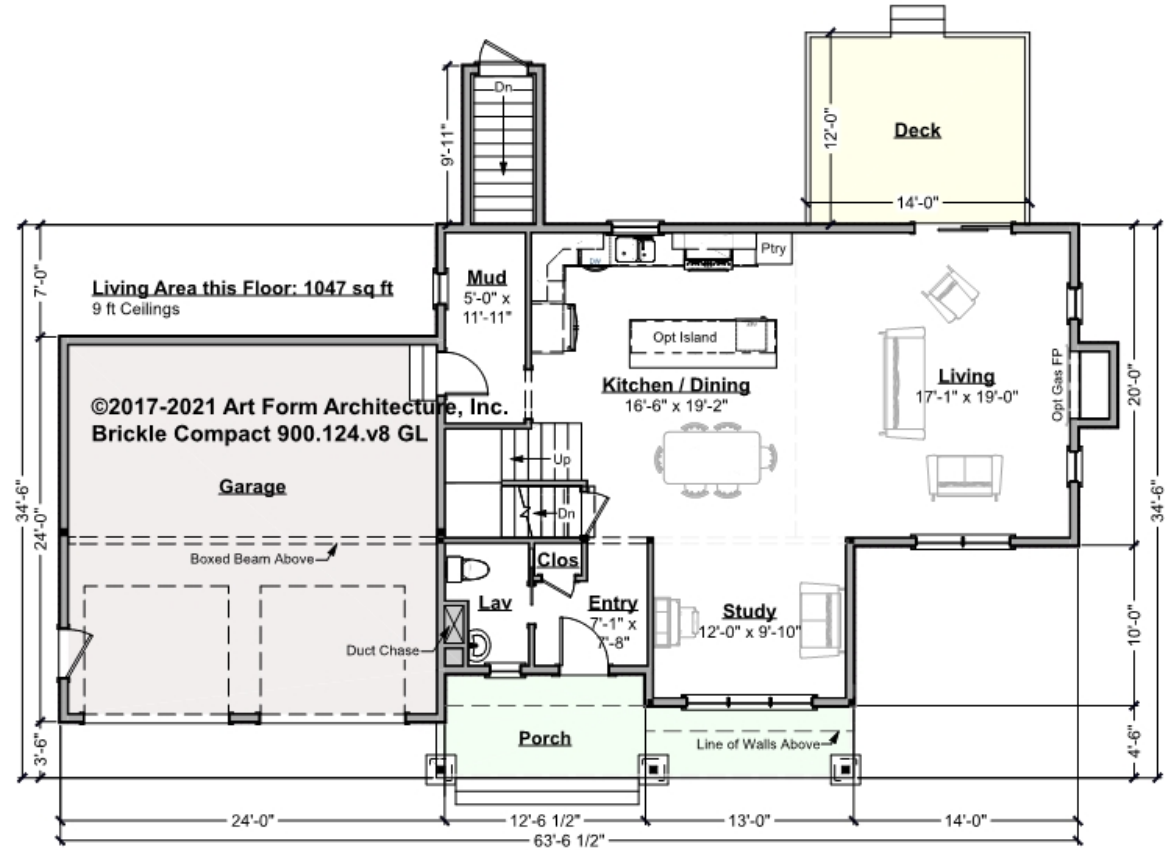 Dn
9'-11"
12'-0"
Deck
14'-0"
7'-0"
Living Area this Floor: 1047 sq ft
9 ft Ceilings
Mud
5'-0" x
11'-11"
DW
Ptry
Opt Island
Kitchen / Dining
16'-6" x 19'-2"
Living
17'-1" x 19'-0"
Opt Gas FP
20'-0"
©2017-2021 Art Form Architecture, Inc.
Brickle Compact 900.124.v8 GL
Garage
Up
Dn
34'-6"
24'-0"
34'-6"
Boxed Beam Above
Clos
Lav
Entry
7'-1" x
7'-8"
Study
12'-0" x 9'-10"
10'-0"
Duct Chase
Porch
Line of Walls Above
3'-6"
4'-6"
24'-0"
12'-6 1/2"
13'-0"
14'-0"
63'-6 1/2"